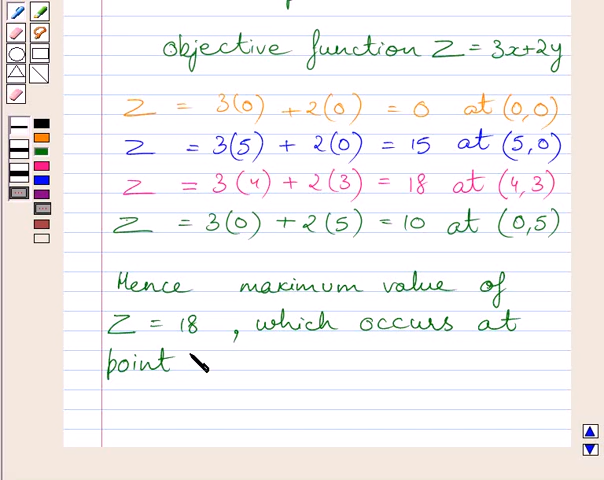 objective function Z = 3x+2y
Z = 3(0) + 2(0) = 0 at (0,0)
Z = 3(5) + 2(0) = 15 at (5,0)
Z = 3(4) + 2(3) = 18 at (4,3)
Z = 3(0) + 2(5) = 10 at (0,5)
Hence maximum value of
Z = 18 , which occurs at
point